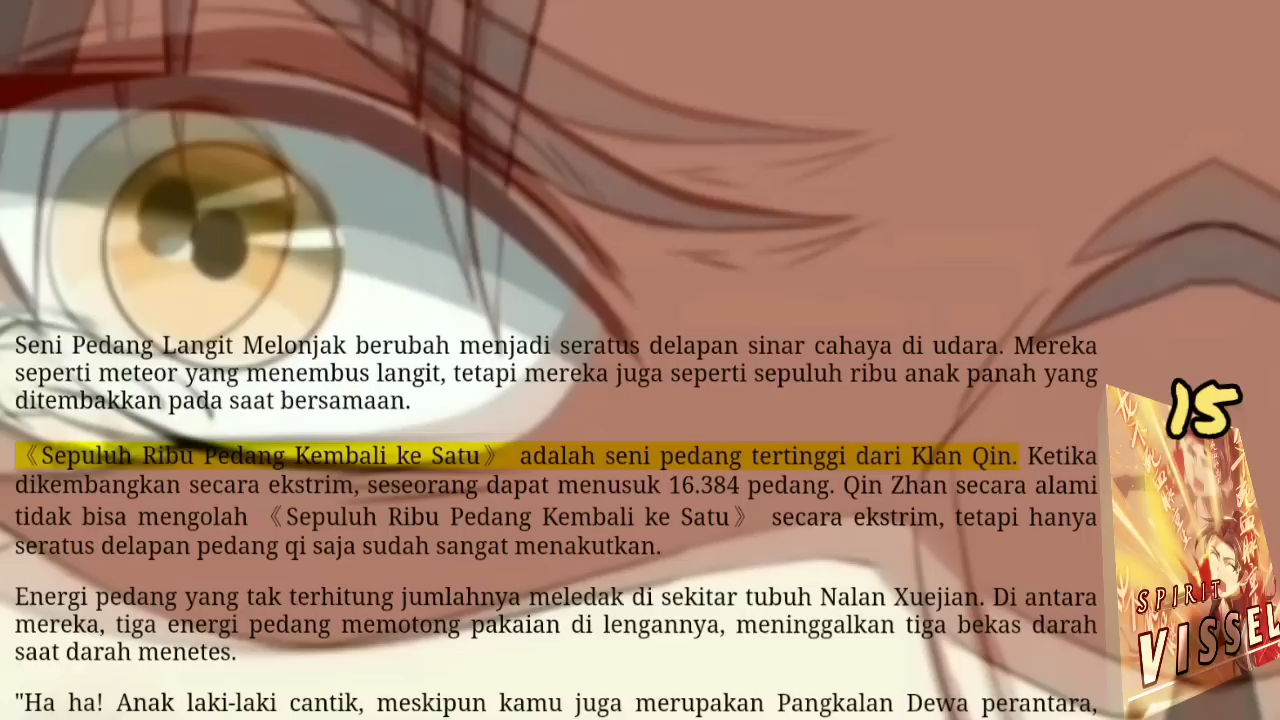 Seni Pedang Langit Melonjak berubah menjadi seratus delapan sinar cahaya di udara. Mereka
seperti meteor yang menembus langit, tetapi mereka juga seperti sepuluh ribu anak panah yang
ditembakkan pada saat bersamaan.
《Sepuluh Ribu Pedang Kembali ke Satu》 adalah seni pedang tertinggi dari Klan Qin. Ketika
dikembangkan secara ekstrim, seseorang dapat menusuk 16.384 pedang. Qin Zhan secara alami
tidak bisa mengolah 《Sepuluh Ribu Pedang Kembali ke Satu》 secara ekstrim, tetapi hanya
seratus delapan pedang qi saja sudah sangat menakutkan.
Energi pedang yang tak terhitung jumlahnya meledak di sekitar tubuh Nalan Xuejian. Di antara
mereka, tiga energi pedang memotong pakaian di lengannya, meninggalkan tiga bekas darah
saat darah menetes.
"Ha ha! Anak laki-laki cantik, meskipun kamu juga merupakan Pangkalan Dewa perantara,
15
SPIRIT
VISSEL